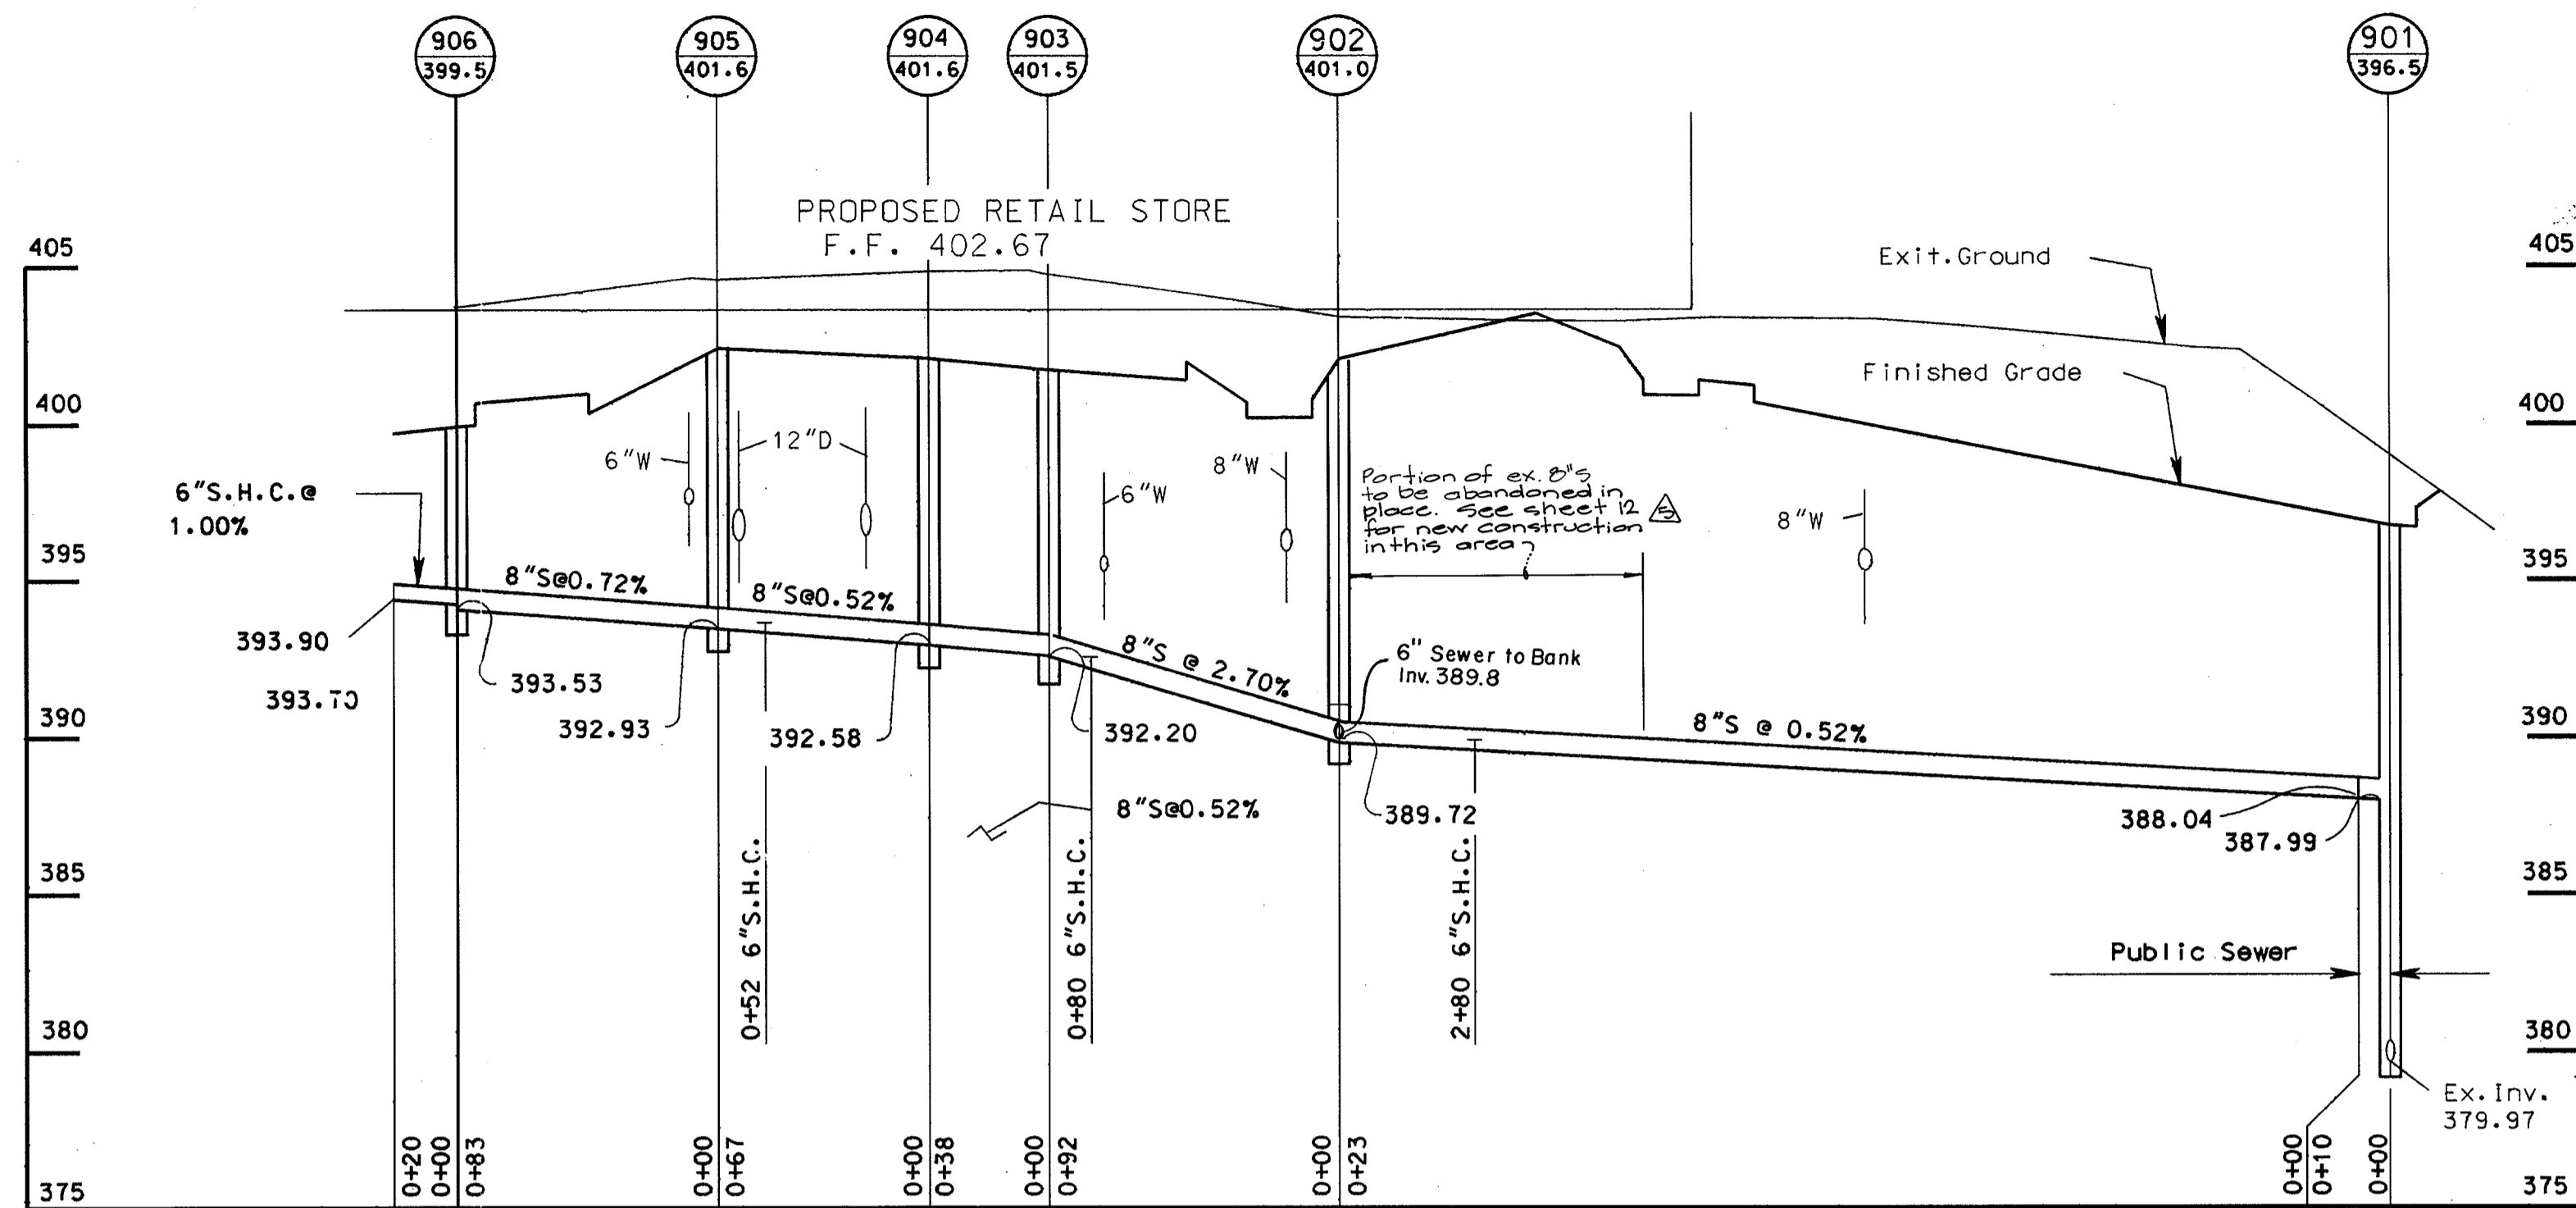 906
399.5
905
401.6
904
401.6
903
401.5
902
401.0
901
396.5
PROPOSED RETAIL STORE
F.F. 402.67
405
405
Exit.Ground
Finished Grade
400
400
6"W
12"D
6"W
8"W
Portion of ex. 8"s
to be abandoned in
place. See sheet 12
for new construction
in this area
5
8"W
6"S.H.C.@
1.00%
395
395
8"S@0.72%
8"S@0.52%
8"S @ 2.70%
6" Sewer to Bank
Inv. 389.8
393.90
393.70
393.53
392.93
392.58
392.20
390
390
8"S @ 0.52%
8"S@0.52%
389.72
388.04
387.99
385
385
0+52 6"S.H.C.
0+80 6"S.H.C.
2+80 6"S.H.C.
Public Sewer
380
380
Ex.Inv.
379.97
0+20
0+00
0+83
0+00
0+67
0+00
0+38
0+00
0+92
0+00
0+23
0+00
0+10
0+00
375
375